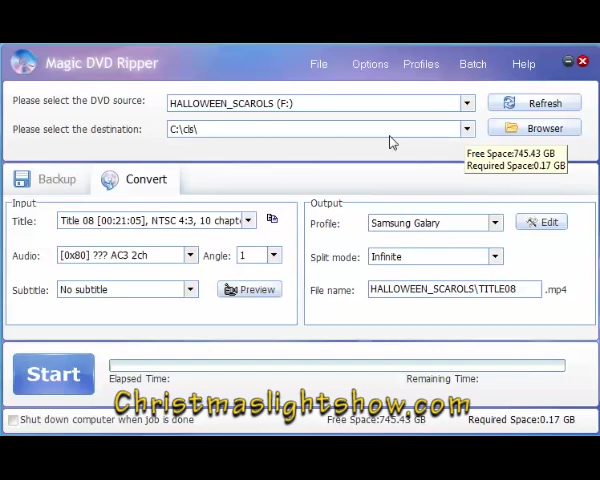 Magic DVD Ripper
File Options Profiles Batch Help
Please select the DVD source: HALLOWEEN_SCAROLS (F:) Refresh
Please select the destination: C:\cls\ Browser
Free Space:745.43 GB
Required Space:0.17 GB
Backup Convert
Input
Title: Title 08 [00:21:05], NTSC 4:3, 10 chapt
Audio: [0x80] ??? AC3 2ch Angle: 1
Subtitle: No subtitle Preview
Output
Profile: Samsung Galary Edit
Split mode: Infinite
File name: HALLOWEEN_SCAROLS\TITLE08 .mp4
Start
Elapsed Time: Remaining Time:
Christmaslightshow.com
Shut down computer when job is done Free Space:745.43 GB Required Space:0.17 GB